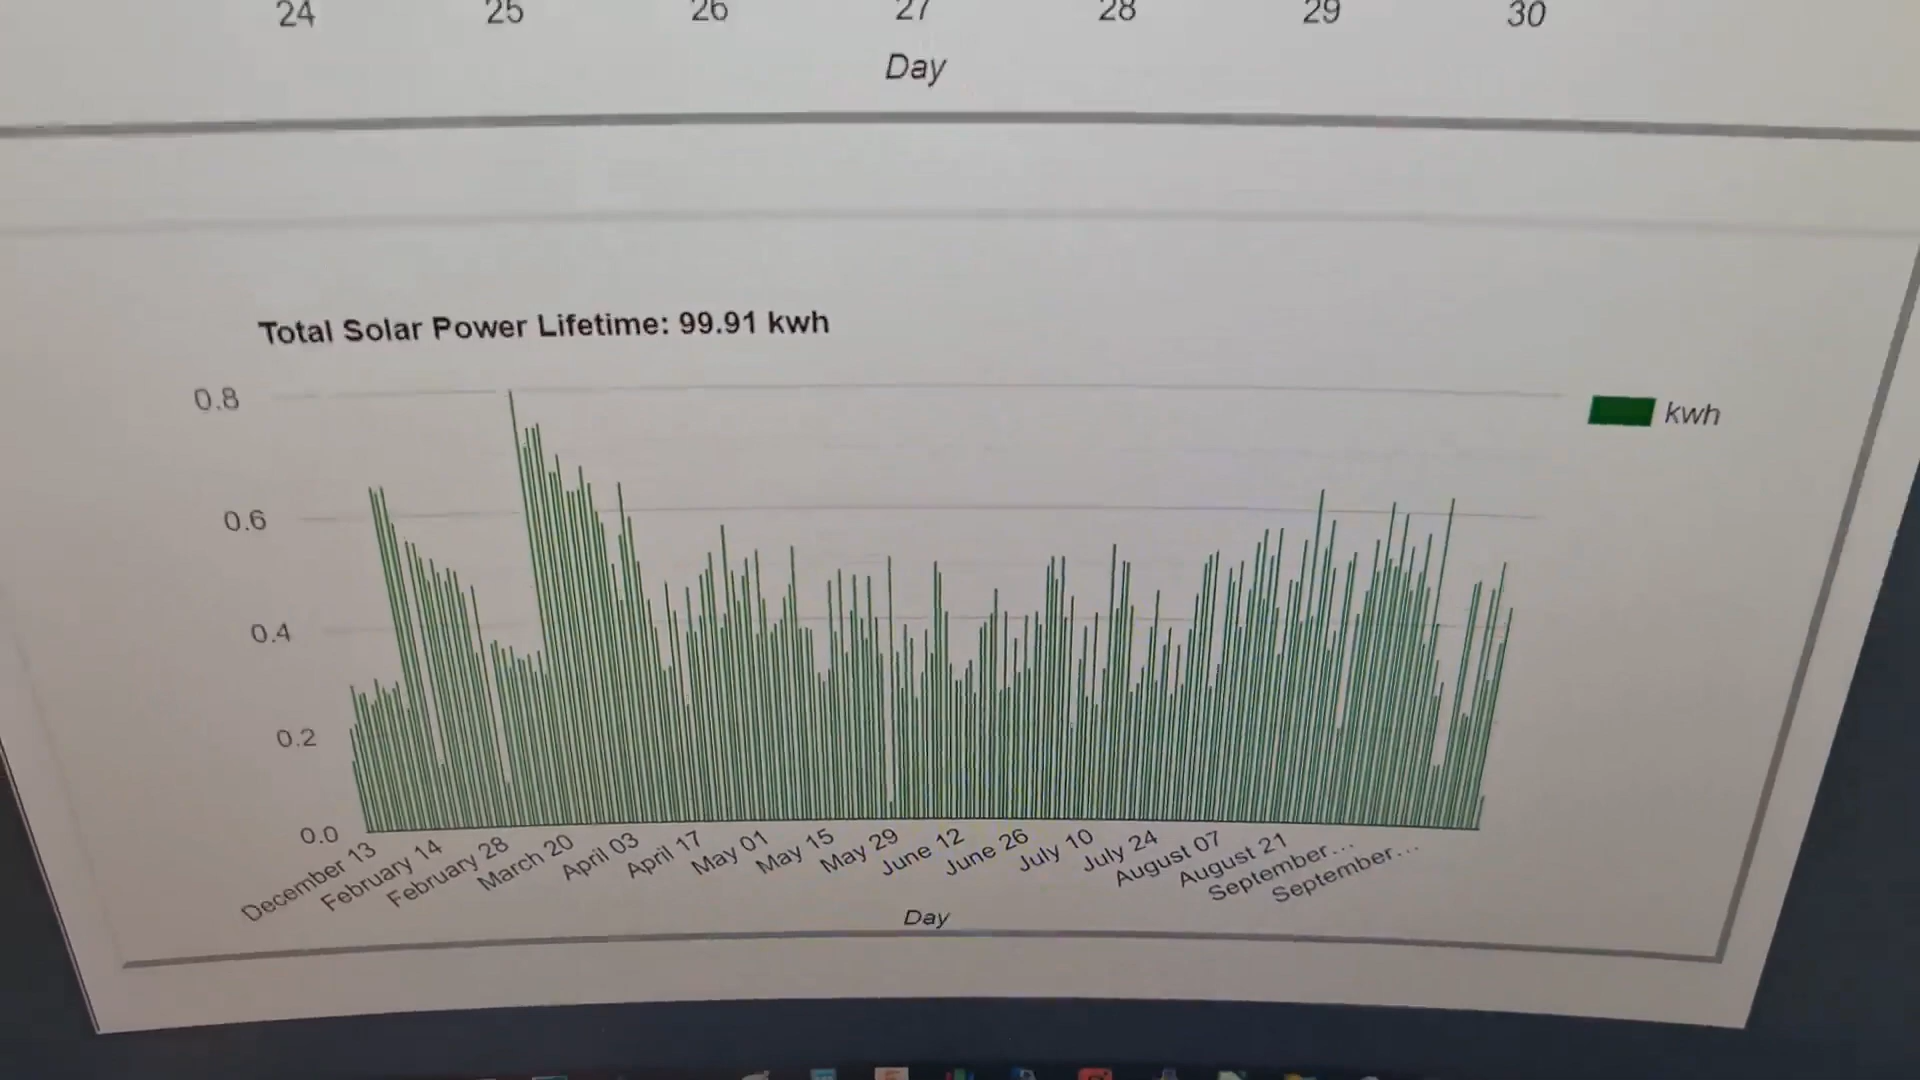 24 25 26 27 28 29 30
Day
Total Solar Power Lifetime: 99.91 kwh
0.8
kwh
0.6
0.4
0.2
0.0
December 13
February 14
February 28
March 20
April 03
April 17
May 01
May 15
May 29
June 12
June 26
July 10
July 24
August 07
August 21
September...
September...
Day